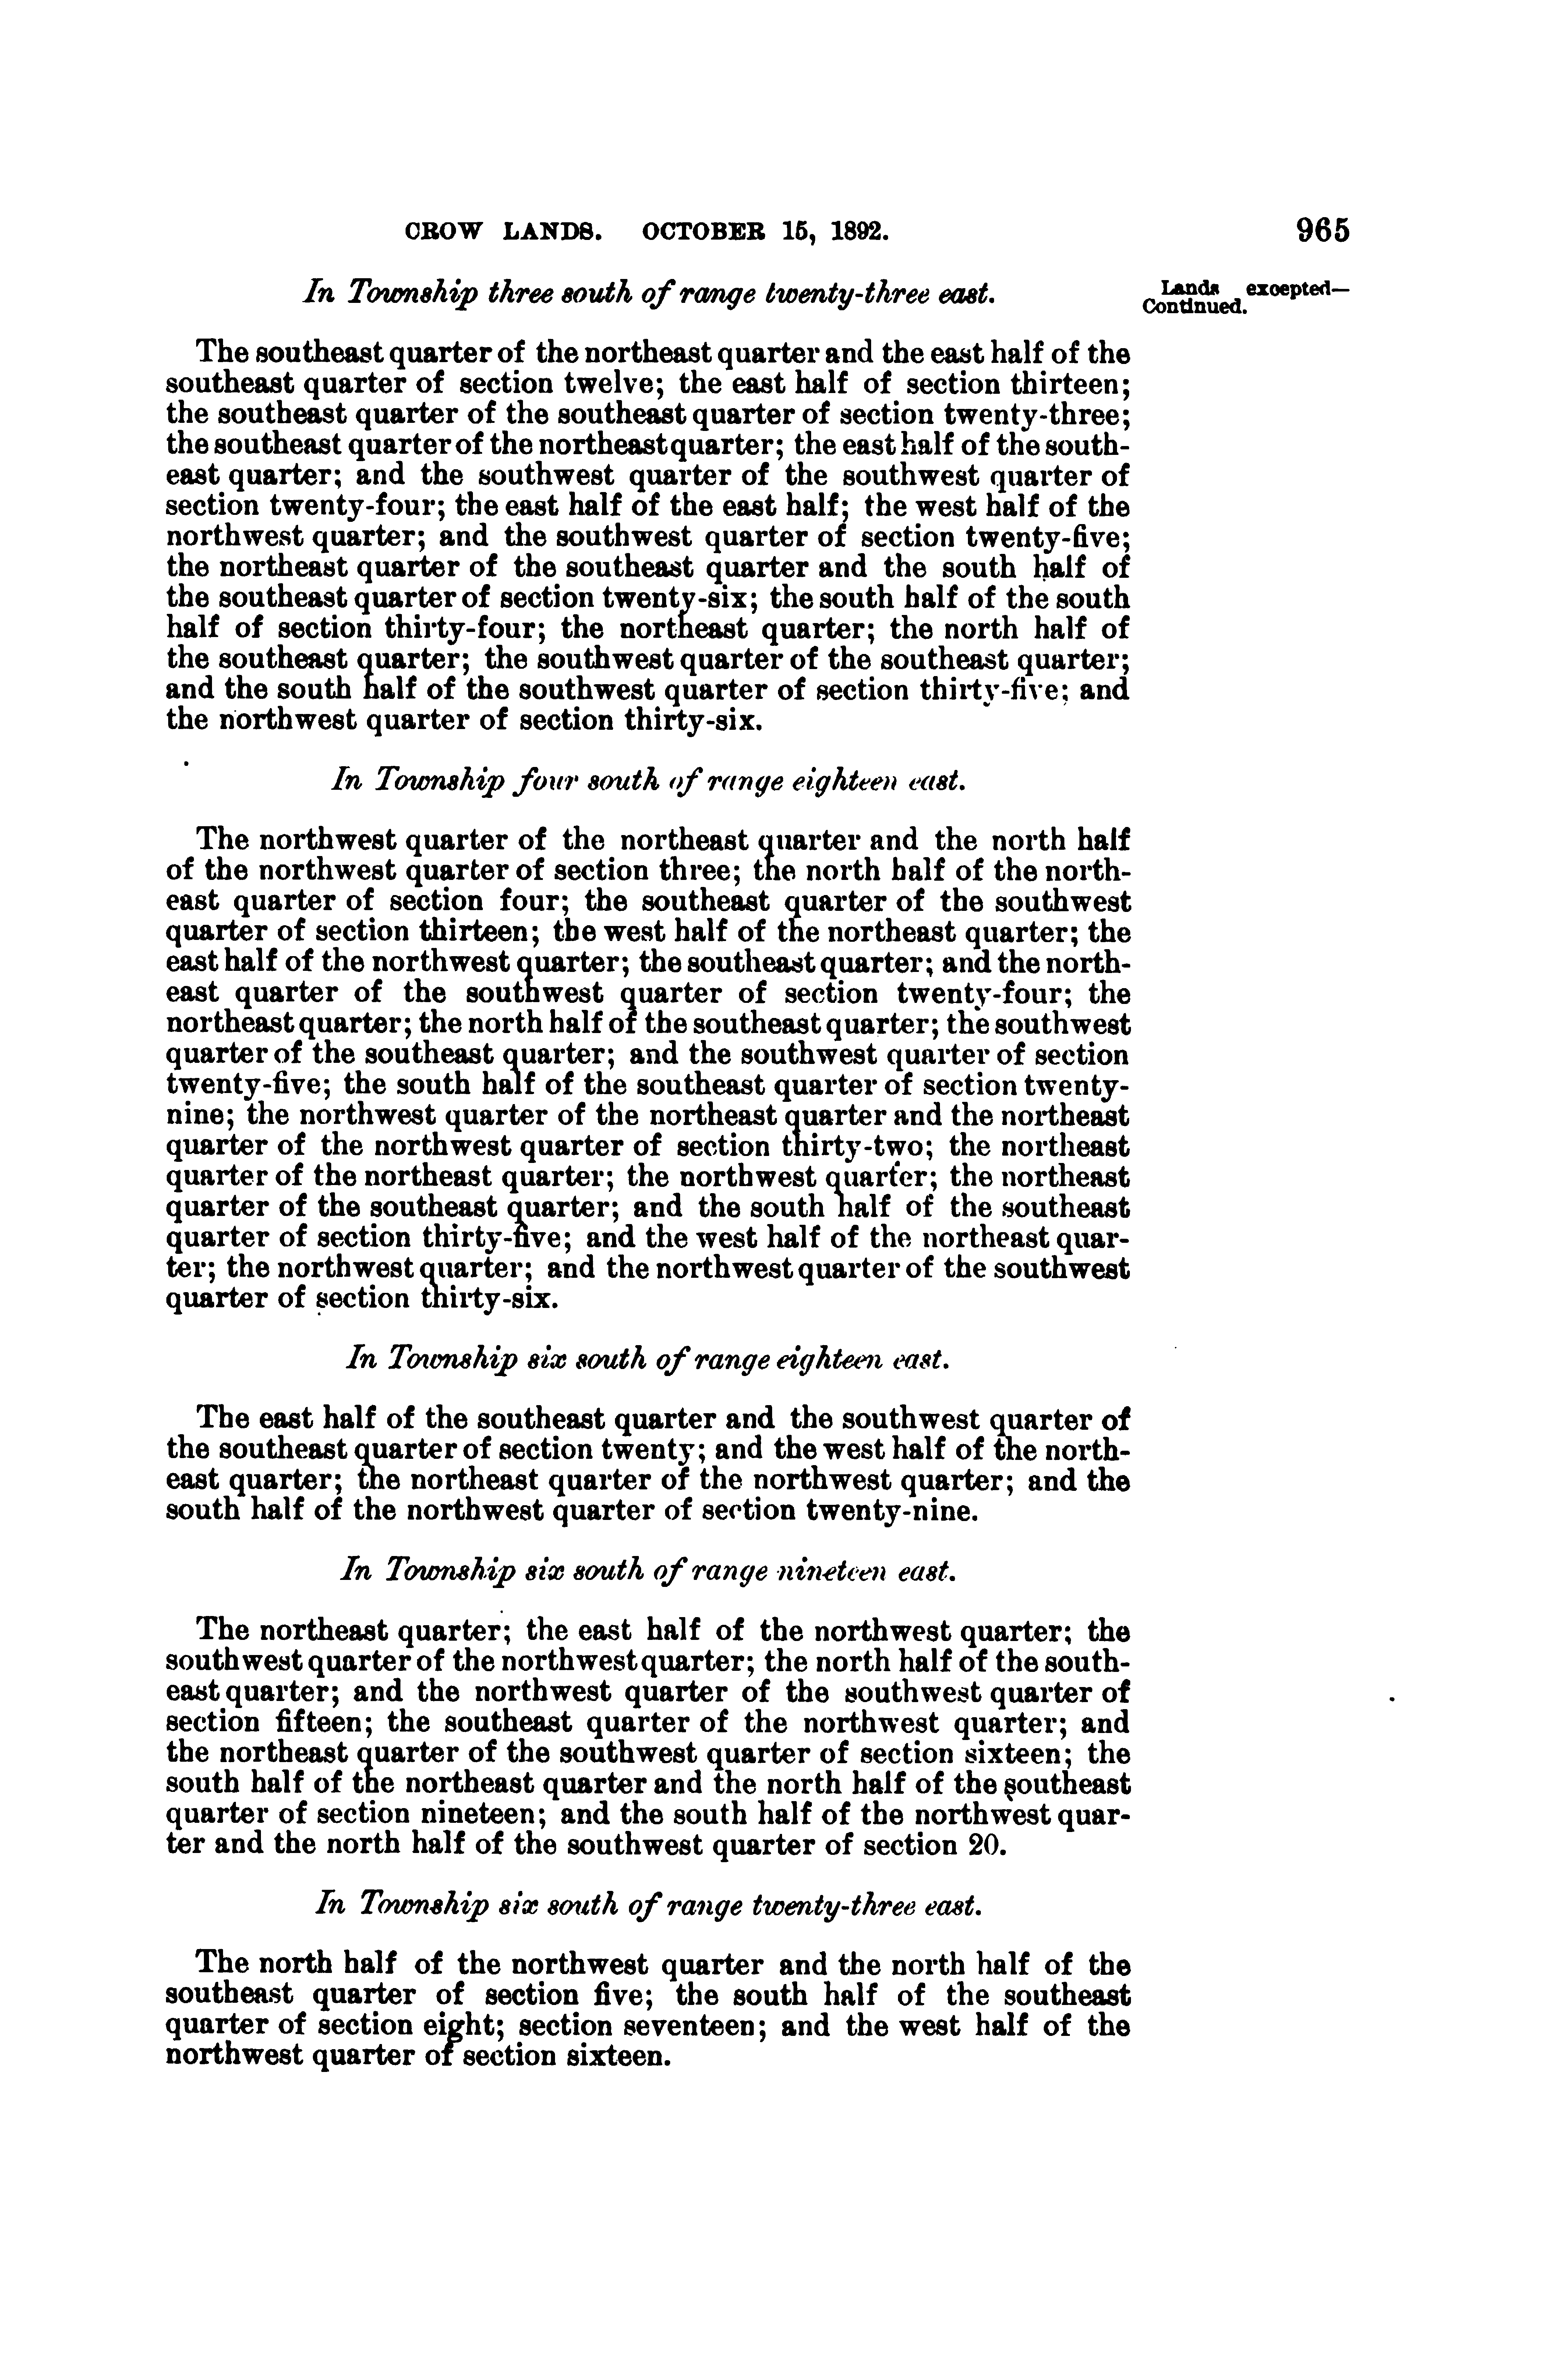 CROW LANDS. OCTOBER 15, 1892. 965
In Township three south of range twenty-three east.
Lands excepted—
Continued.
The southeast quarter of the northeast quarter and the east half of the
southeast quarter of section twelve; the east half of section thirteen;
the southeast quarter of the southeast quarter of section twenty-three;
the southeast quarter of the northeast quarter; the east half of the south-
east quarter; and the southwest quarter of the southwest quarter of
section twenty-four; the east half of the east half; the west half of the
northwest quarter; and the southwest quarter of section twenty-five;
the northeast quarter of the southeast quarter and the south half of
the southeast quarter of section twenty-six; the south half of the south
half of section thirty-four; the northeast quarter; the north half of
the southeast quarter; the southwest quarter of the southeast quarter;
and the south half of the southwest quarter of section thirty-five; and
the northwest quarter of section thirty-six.
In Township four south of range eighteen east.
The northwest quarter of the northeast quarter and the north half
of the northwest quarter of section three; the north half of the north-
east quarter of section four; the southeast quarter of the southwest
quarter of section thirteen; the west half of the northeast quarter; the
east half of the northwest quarter; the southeast quarter; and the north-
east quarter of the southwest quarter of section twenty-four; the
northeast quarter; the north half of the southeast quarter; the southwest
quarter of the southeast quarter; and the southwest quarter of section
twenty-five; the south half of the southeast quarter of section twenty-
nine; the northwest quarter of the northeast quarter and the northeast
quarter of the northwest quarter of section thirty-two; the northeast
quarter of the northeast quarter; the northwest quarter; the northeast
quarter of the southeast quarter; and the south half of the southeast
quarter of section thirty-five; and the west half of the northeast quar-
ter; the northwest quarter; and the northwest quarter of the southwest
quarter of section thirty-six.
In Township six south of range eighteen east.
The east half of the southeast quarter and the southwest quarter of
the southeast quarter of section twenty; and the west half of the north-
east quarter; the northeast quarter of the northwest quarter; and the
south half of the northwest quarter of section twenty-nine.
In Township six south of range nineteen east.
The northeast quarter; the east half of the northwest quarter; the
southwest quarter of the northwest quarter; the north half of the south-
east quarter; and the northwest quarter of the southwest quarter of
section fifteen; the southeast quarter of the northwest quarter; and
the northeast quarter of the southwest quarter of section sixteen; the
south half of the northeast quarter and the north half of the southeast
quarter of section nineteen; and the south half of the northwest quar-
ter and the north half of the southwest quarter of section 20.
In Township six south of range twenty-three east.
The north half of the northwest quarter and the north half of the
southeast quarter of section five; the south half of the southeast
quarter of section eight; section seventeen; and the west half of the
northwest quarter of section sixteen.